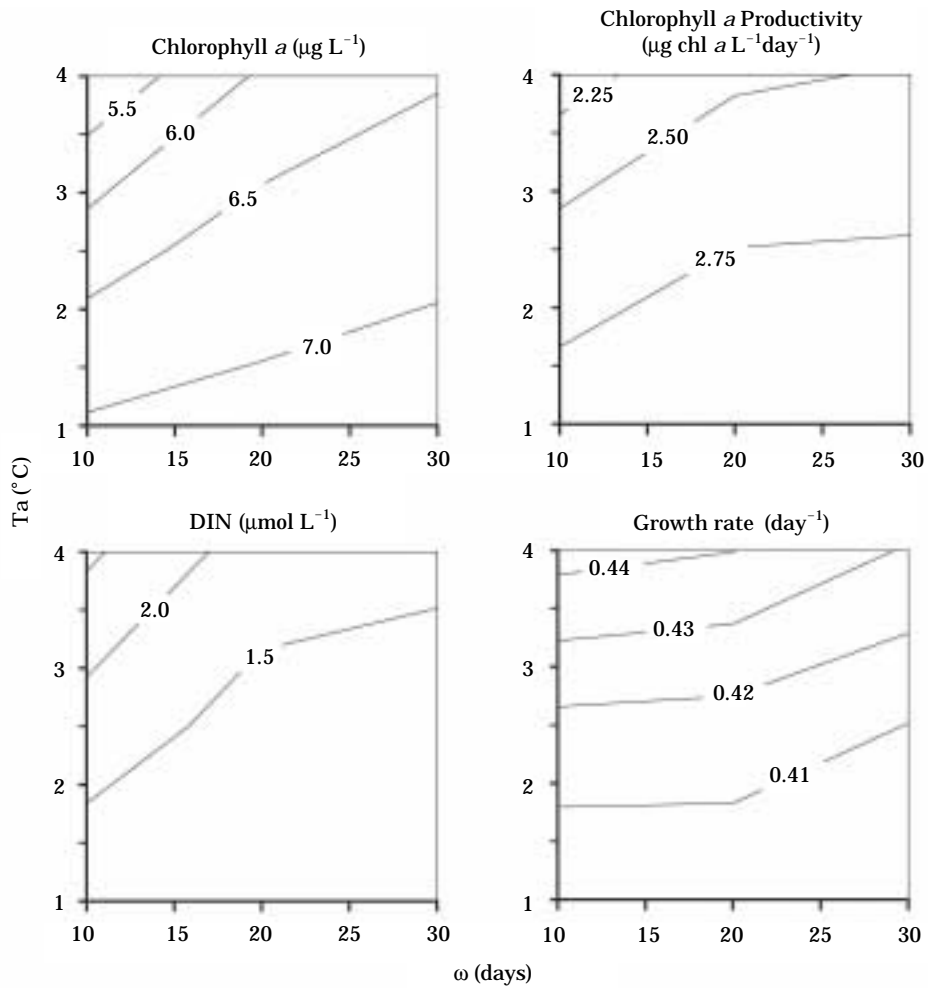 Chlorophyll a (μg L⁻¹)
4
3
2
1
10 15 20 25 30
5.5
6.0
6.5
7.0
Chlorophyll a Productivity
(μg chl a L⁻¹day⁻¹)
4
3
2
1
10 15 20 25 30
2.25
2.50
2.75
Ta (°C)
DIN (μmol L⁻¹)
4
3
2
1
10 15 20 25 30
2.0
1.5
Growth rate (day⁻¹)
4
3
2
1
10 15 20 25 30
0.44
0.43
0.42
0.41
ω (days)